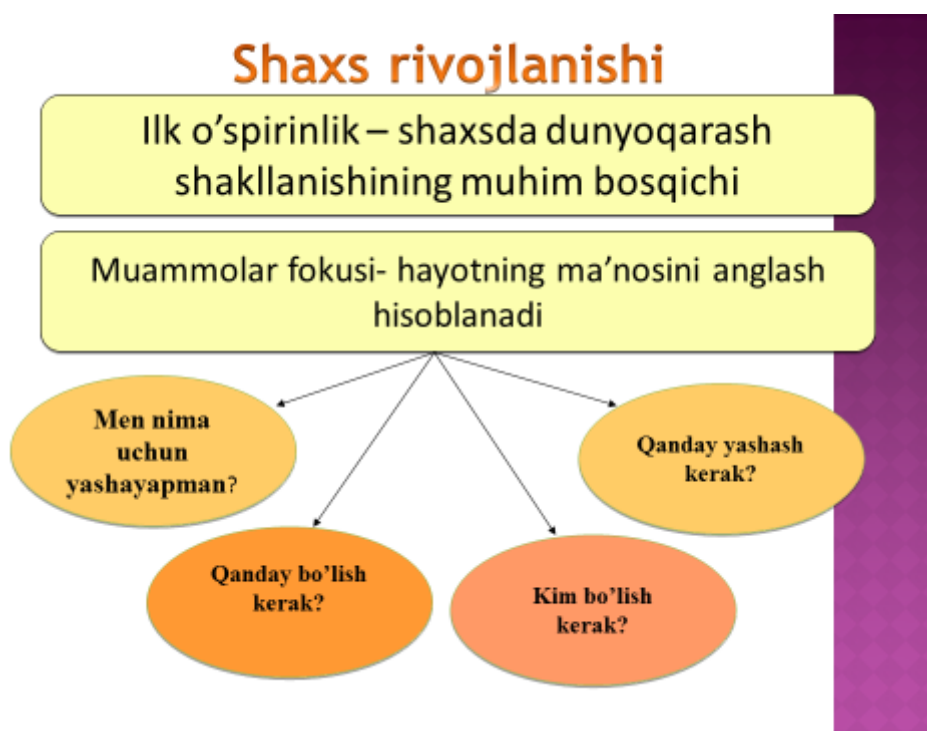 Shaxs rivojlanishi
Ilk o’spirinlik – shaxsda dunyoqarash
shakllanishining muhim bosqichi
Muammolar fokusi- hayotning ma’nosini anglash
hisoblanadi
Men nima
uchun
yashayapman?
Qanday yashash
kerak?
Qanday bo’lish
kerak?
Kim bo’lish
kerak?